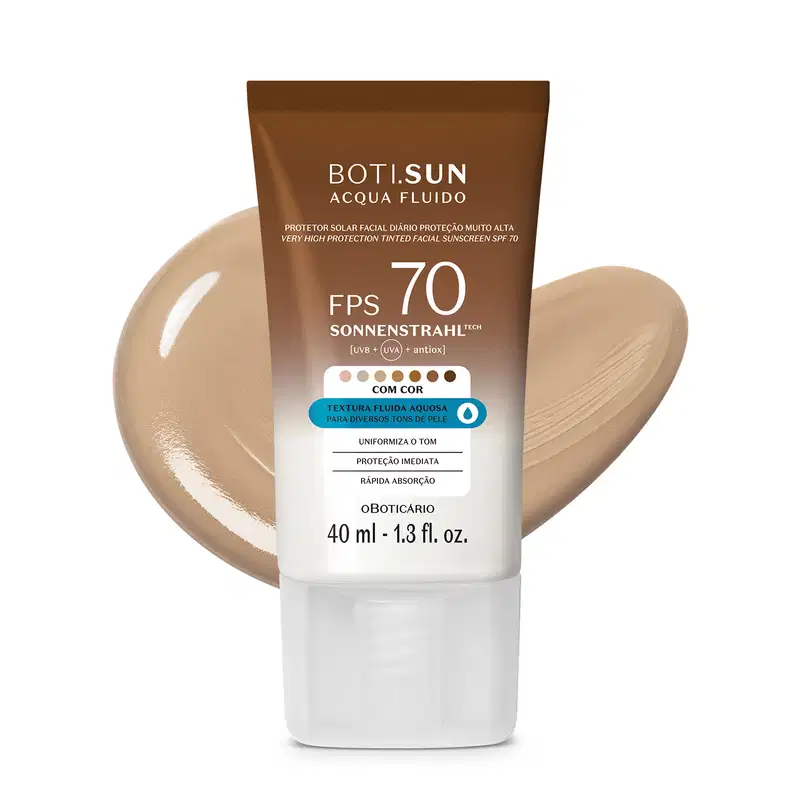 BOTI.SUN
ACQUA FLUIDO
PROTETOR SOLAR FACIAL DIÁRIO PROTEÇÃO MUITO ALTA
VERY HIGH PROTECTION TINTED FACIAL SUNSCREEN SPF 70
FPS 70
SONNENSTRAHL TECH
[UVB + UVA + antiox]
COM COR
TEXTURA FLUIDA AQUOSA
PARA DIVERSOS TONS DE PELE
UNIFORMIZA O TOM
PROTEÇÃO IMEDIATA
RÁPIDA ABSORÇÃO
oBOTICÁRIO
40 ml - 1.3 fl. oz.